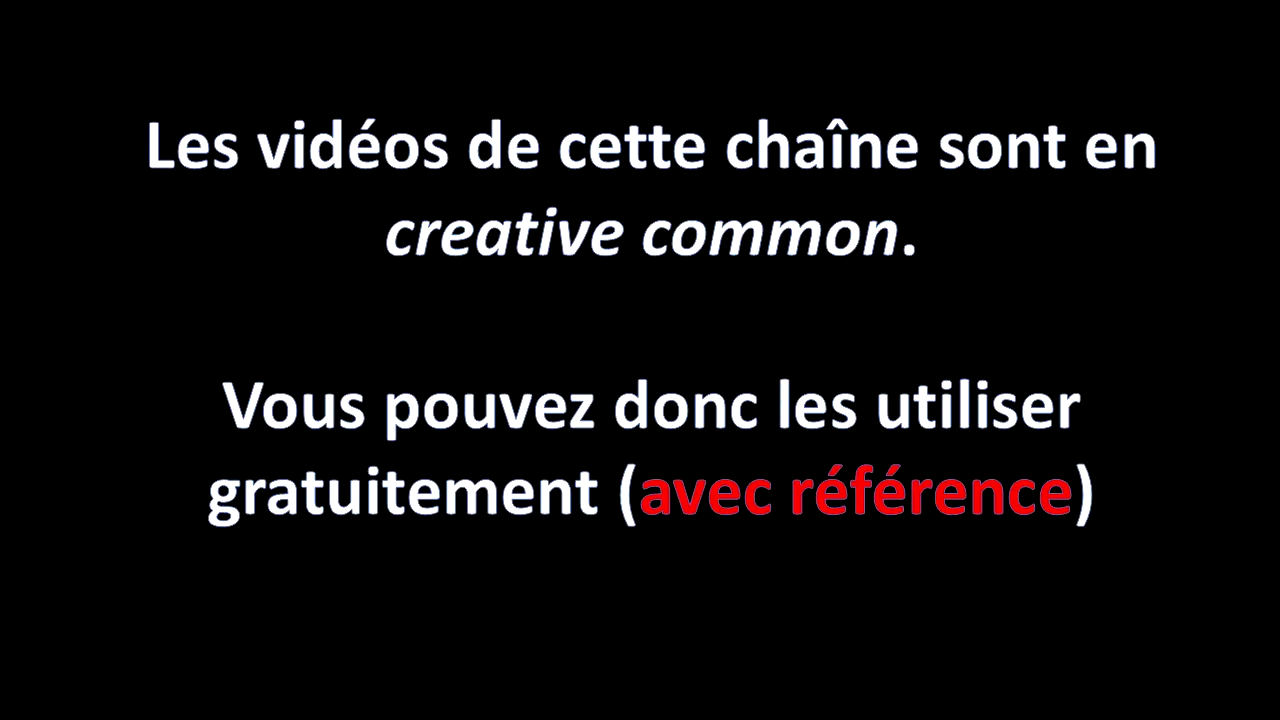 Les vidéos de cette chaîne sont en
creative common.
Vous pouvez donc les utiliser
gratuitement (avec référence)